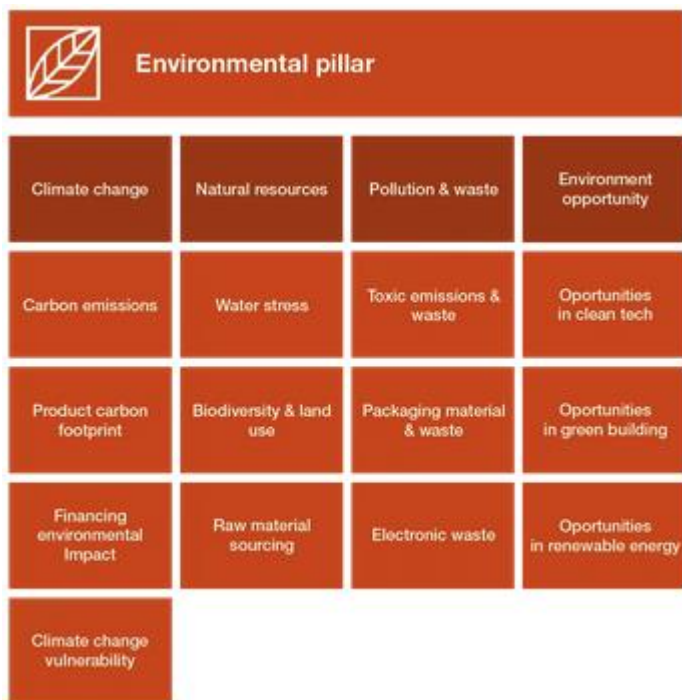 Environmental pillar
Climate change
Natural resources
Pollution & waste
Environment
opportunity
Carbon emissions
Water stress
Toxic emissions &
waste
Oportunities
in clean tech
Product carbon
footprint
Biodiversity & land
use
Packaging material
& waste
Oportunities
in green building
Financing
environmental
Impact
Raw material
sourcing
Electronic waste
Oportunities
in renewable energy
Climate change
vulnerability